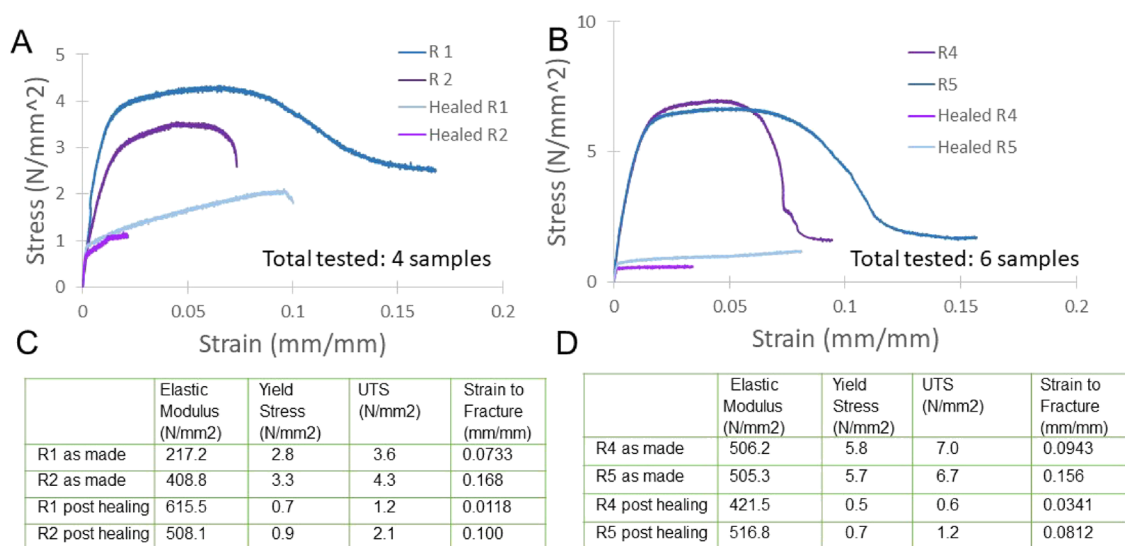 A
Stress (N/mm^2)
5
4
3
2
1
0
0
0.05
0.1
0.15
0.2
Strain (mm/mm)
R 1
R 2
Healed R1
Healed R2
Total tested: 4 samples
B
Stress (N/mm^2)
10
5
0
0
0.05
0.1
0.15
0.2
Strain (mm/mm)
R4
R5
Healed R4
Healed R5
Total tested: 6 samples
C
Elastic Modulus (N/mm2) Yield Stress (N/mm2) UTS (N/mm2) Strain to Fracture (mm/mm)
R1 as made 217.2 2.8 3.6 0.0733
R2 as made 408.8 3.3 4.3 0.168
R1 post healing 615.5 0.7 1.2 0.0118
R2 post healing 508.1 0.9 2.1 0.100
D
Elastic Modulus (N/mm2) Yield Stress (N/mm2) UTS (N/mm2) Strain to Fracture (mm/mm)
R4 as made 506.2 5.8 7.0 0.0943
R5 as made 505.3 5.7 6.7 0.156
R4 post healing 421.5 0.5 0.6 0.0341
R5 post healing 516.8 0.7 1.2 0.0812